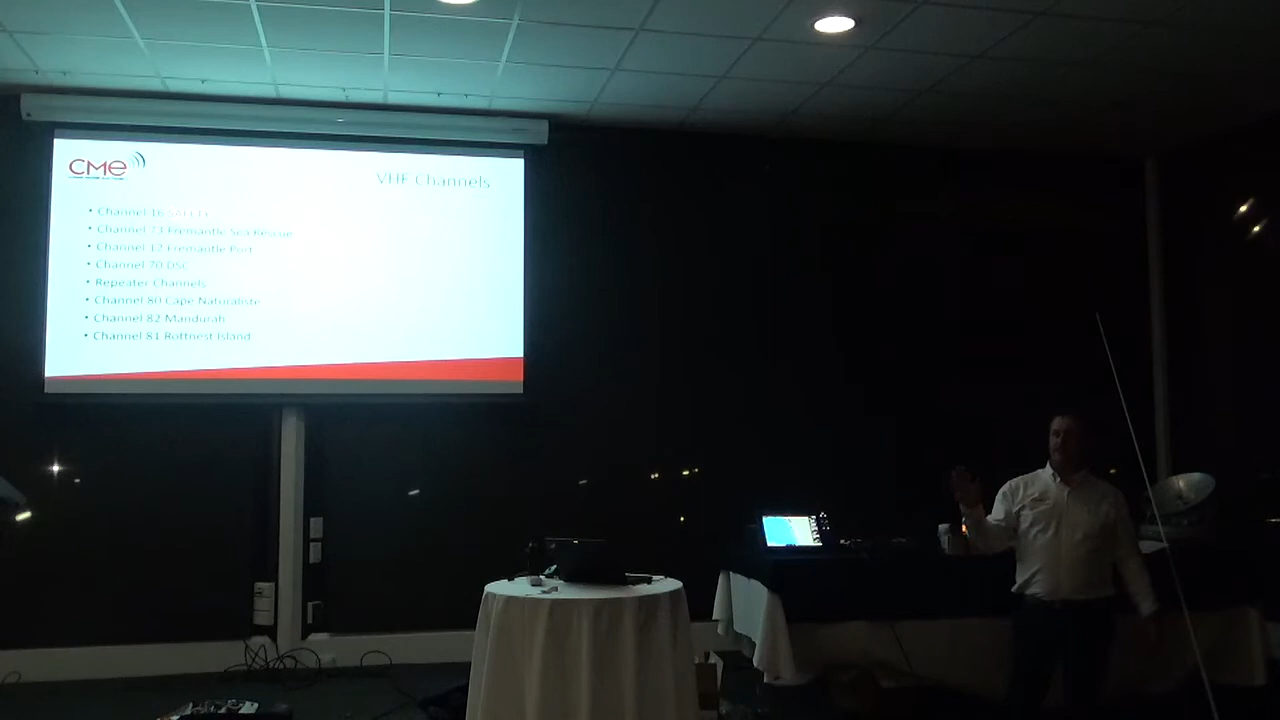 CME
VHF Channels
• Channel 16 SAFETY
• Channel 73 Fremantle Sea Rescue
• Channel 12 Fremantle Port
• Channel 70 DSC
• Repeater Channels
• Channel 80 Cape Naturaliste
• Channel 82 Mandurah
• Channel 81 Rottnest Island